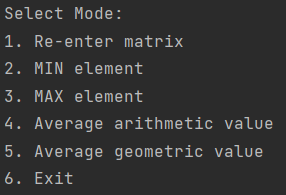 Select Mode:
1. Re-enter matrix
2. MIN element
3. MAX element
4. Average arithmetic value
5. Average geometric value
6. Exit